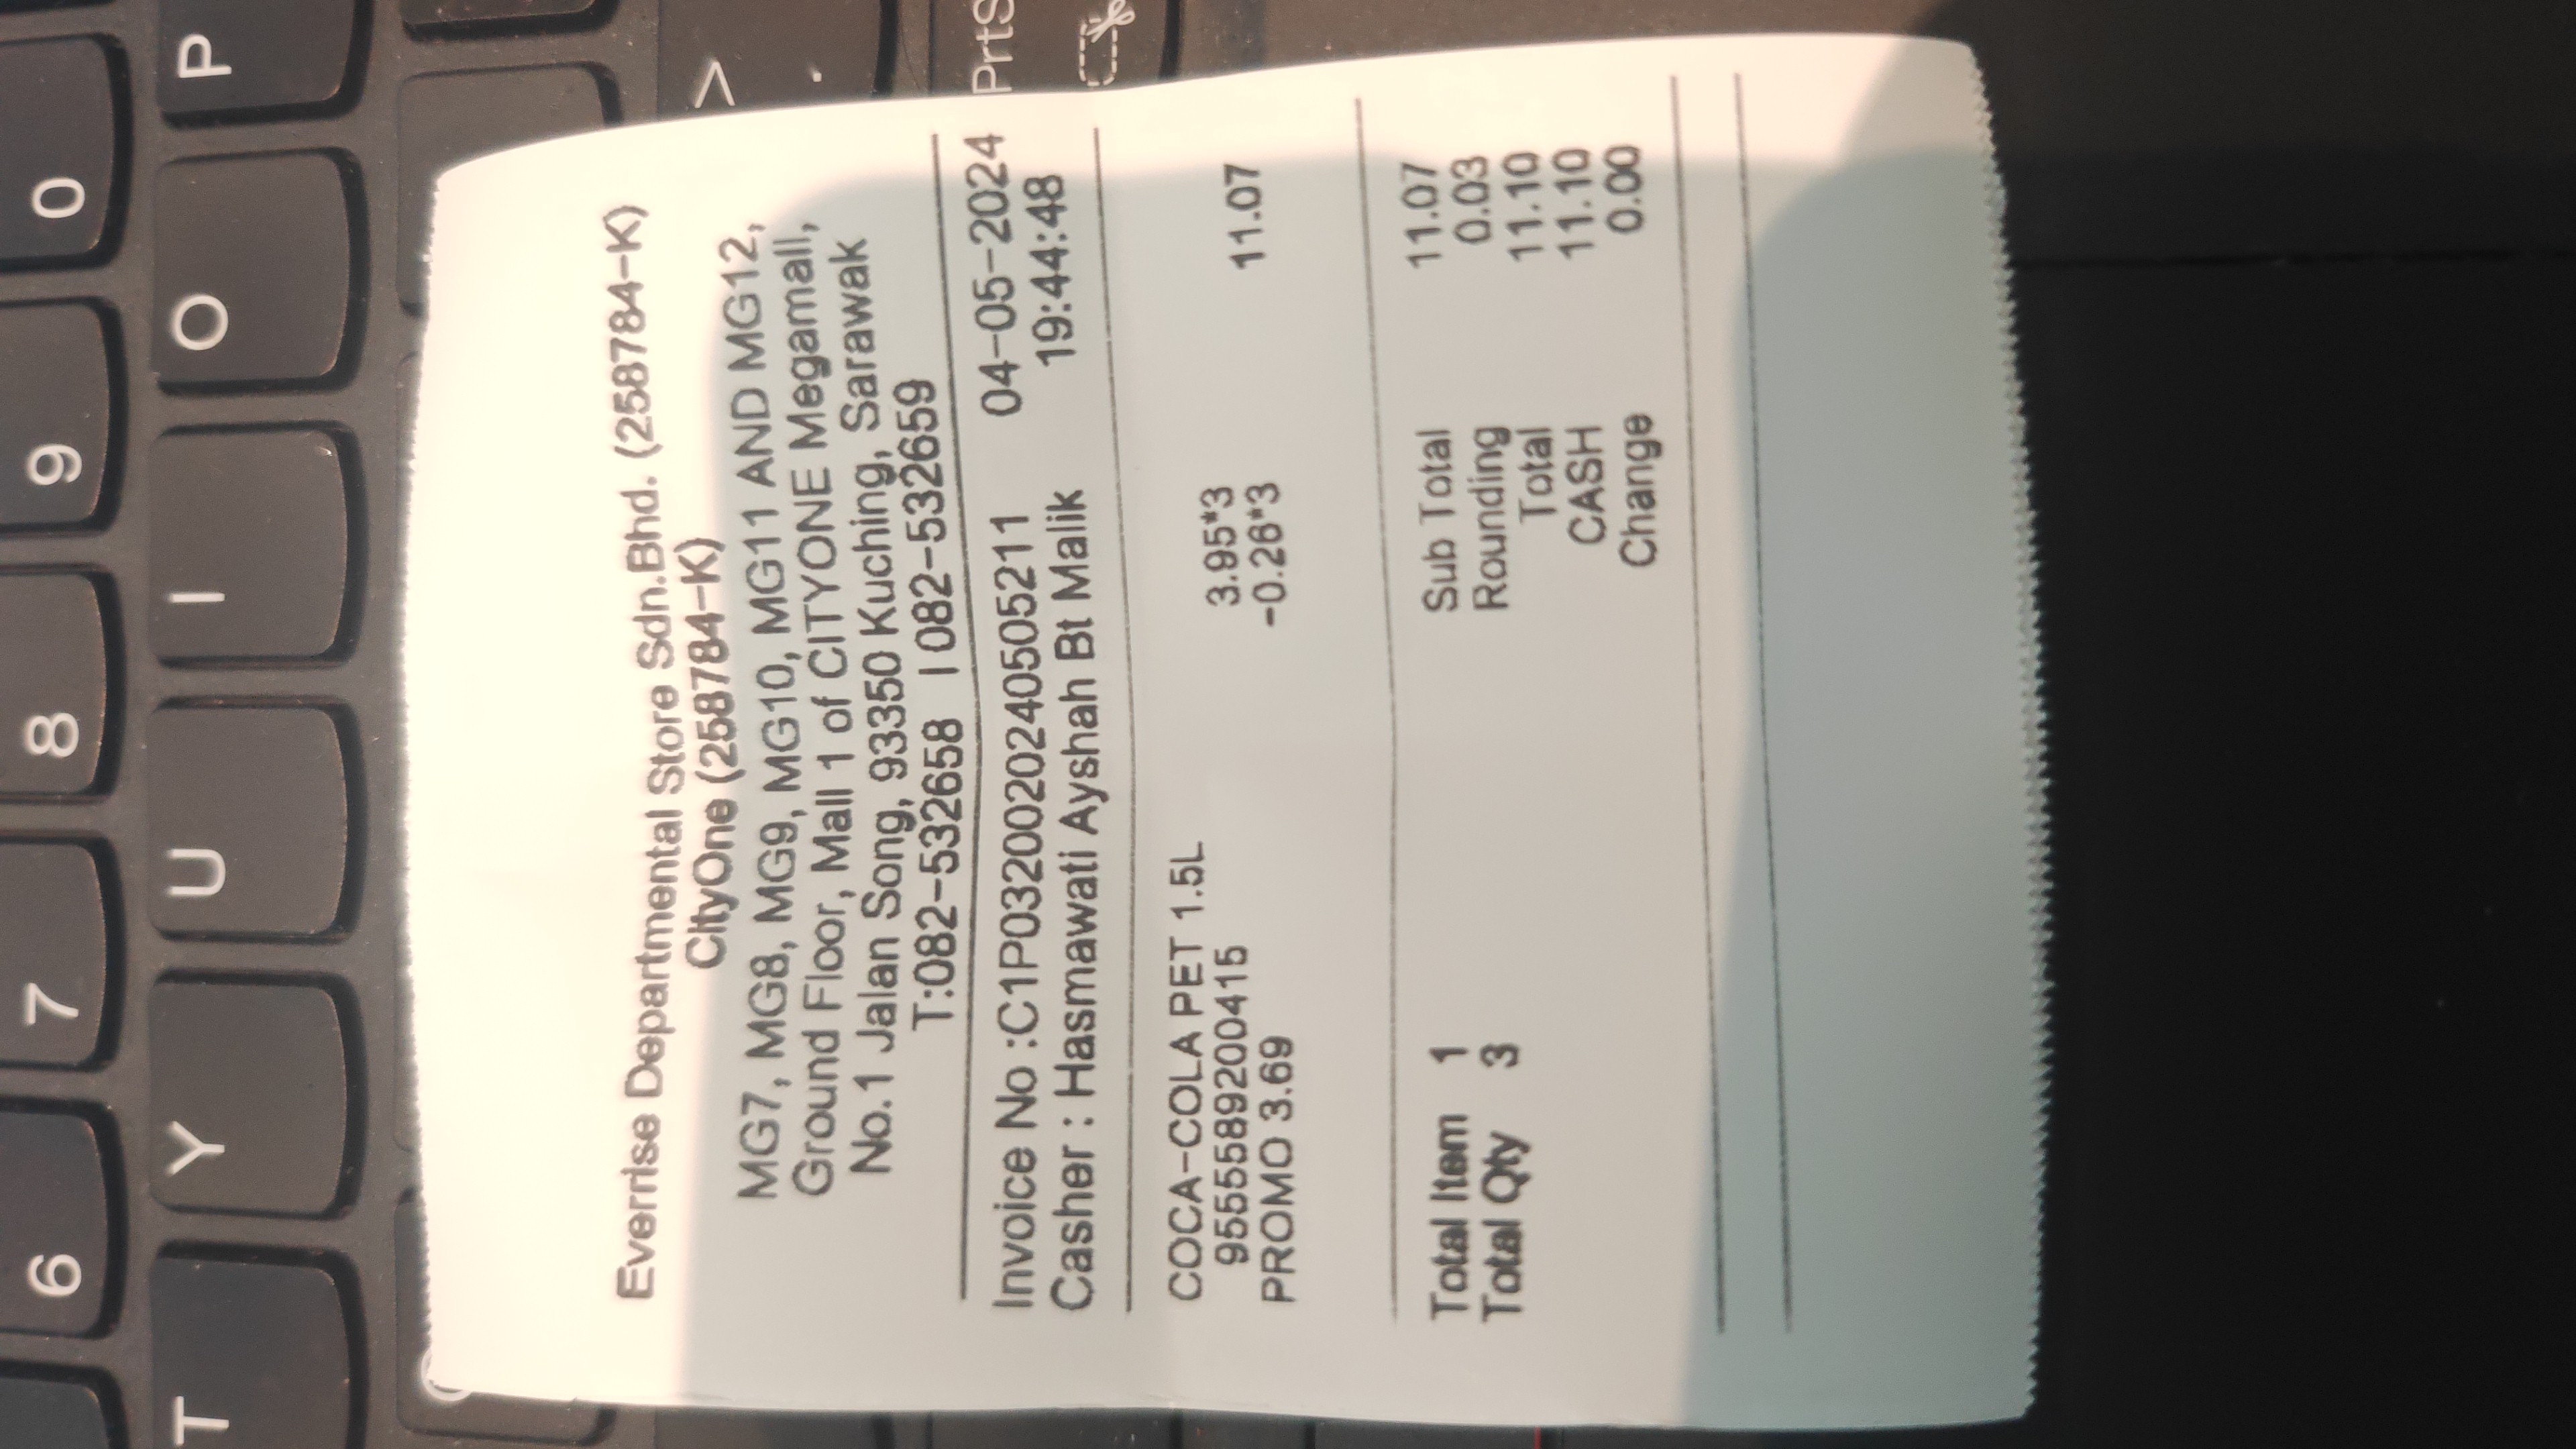 6 7 8 9 0
T Y U I O P
Everrise Departmental Store Sdn.Bhd. (258784-K)
CityOne (258784-K)
MG7, MG8, MG9, MG10, MG11 AND MG12,
Ground Floor, Mall 1 of CITYONE Megamall,
No.1 Jalan Song, 93350 Kuching, Sarawak
T:082-532658 | 082-532659
Invoice No :C1P0320020240505211 04-05-2024
Casher : Hasmawati Ayshah Bt Malik 19:44:48
COCA-COLA PET 1.5L
9555589200415 3.95*3
PROMO 3.69 -0.26*3 11.07
Total Item 1 Sub Total 11.07
Total Qty 3 Rounding 0.03
Total 11.10
CASH 11.10
Change 0.00
>
.
PrtS